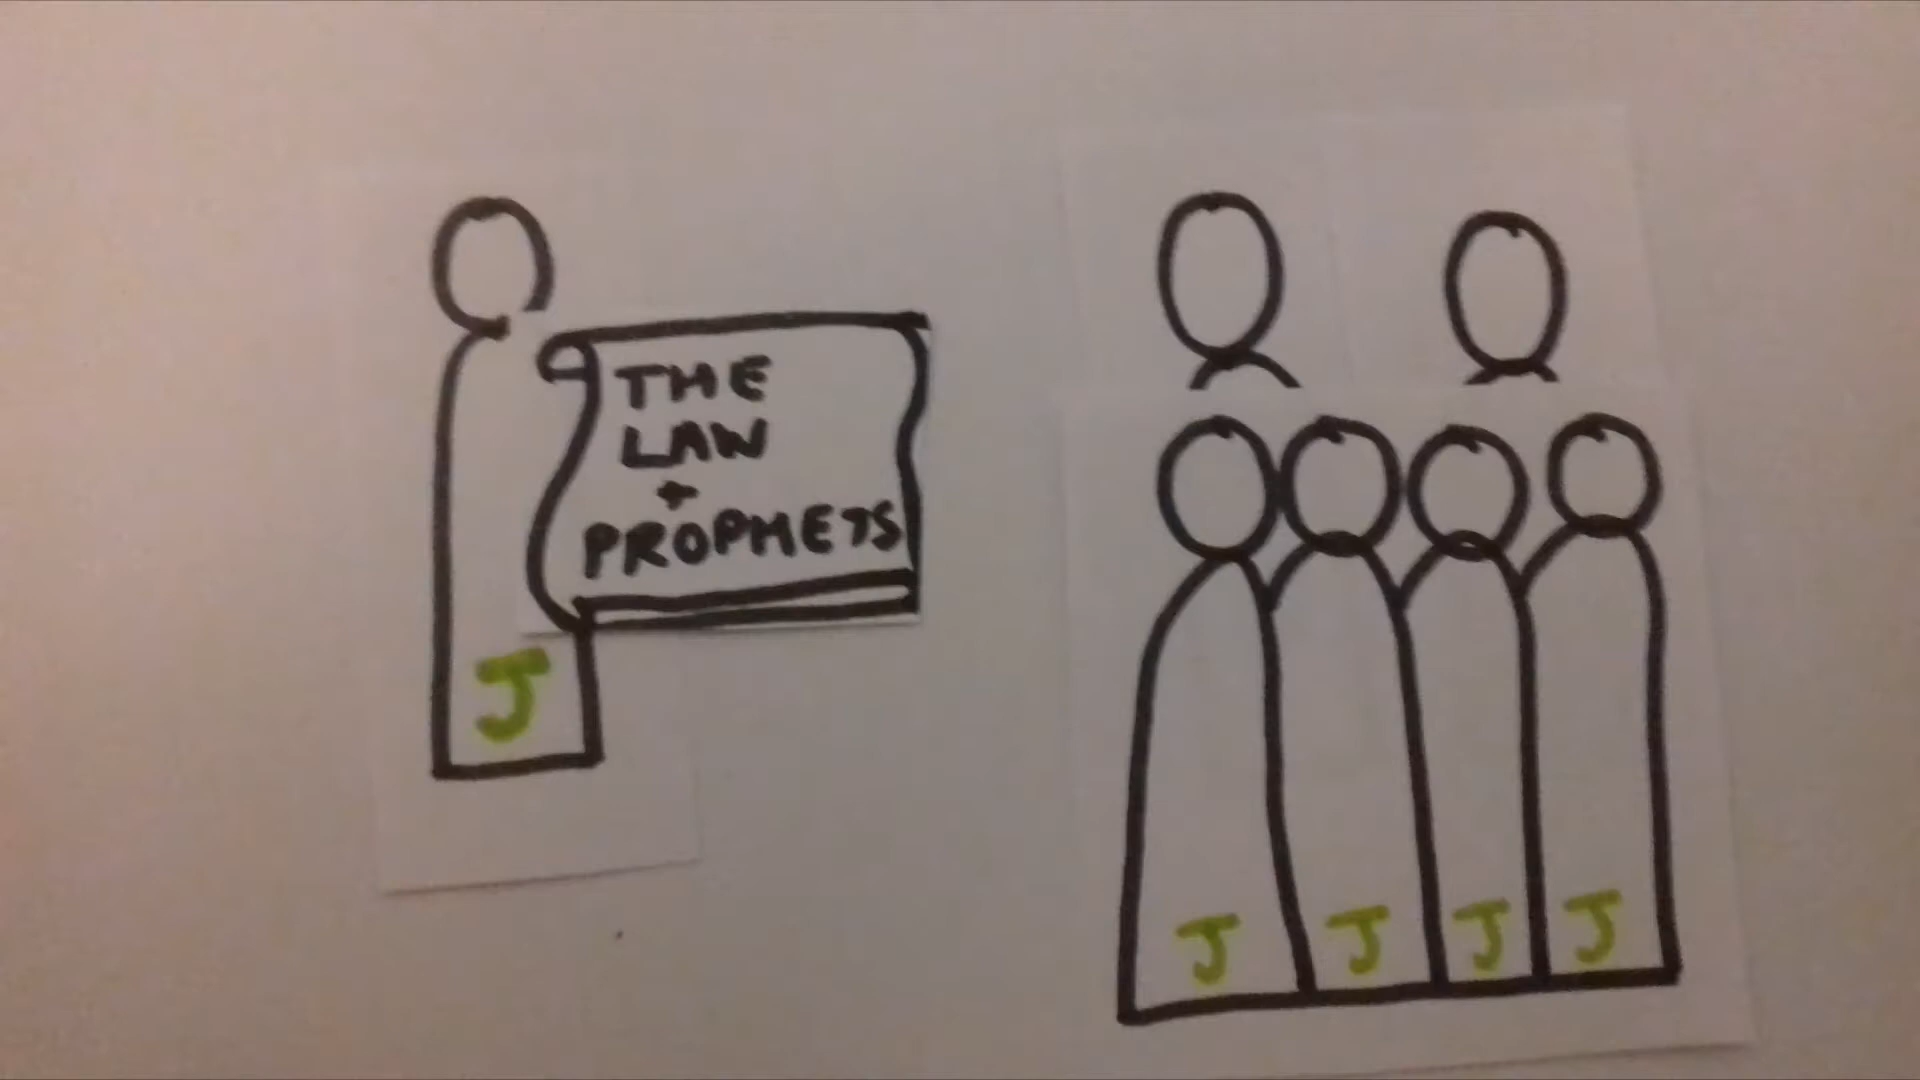 THE
LAW
+
PROPHETS
J
J J J J